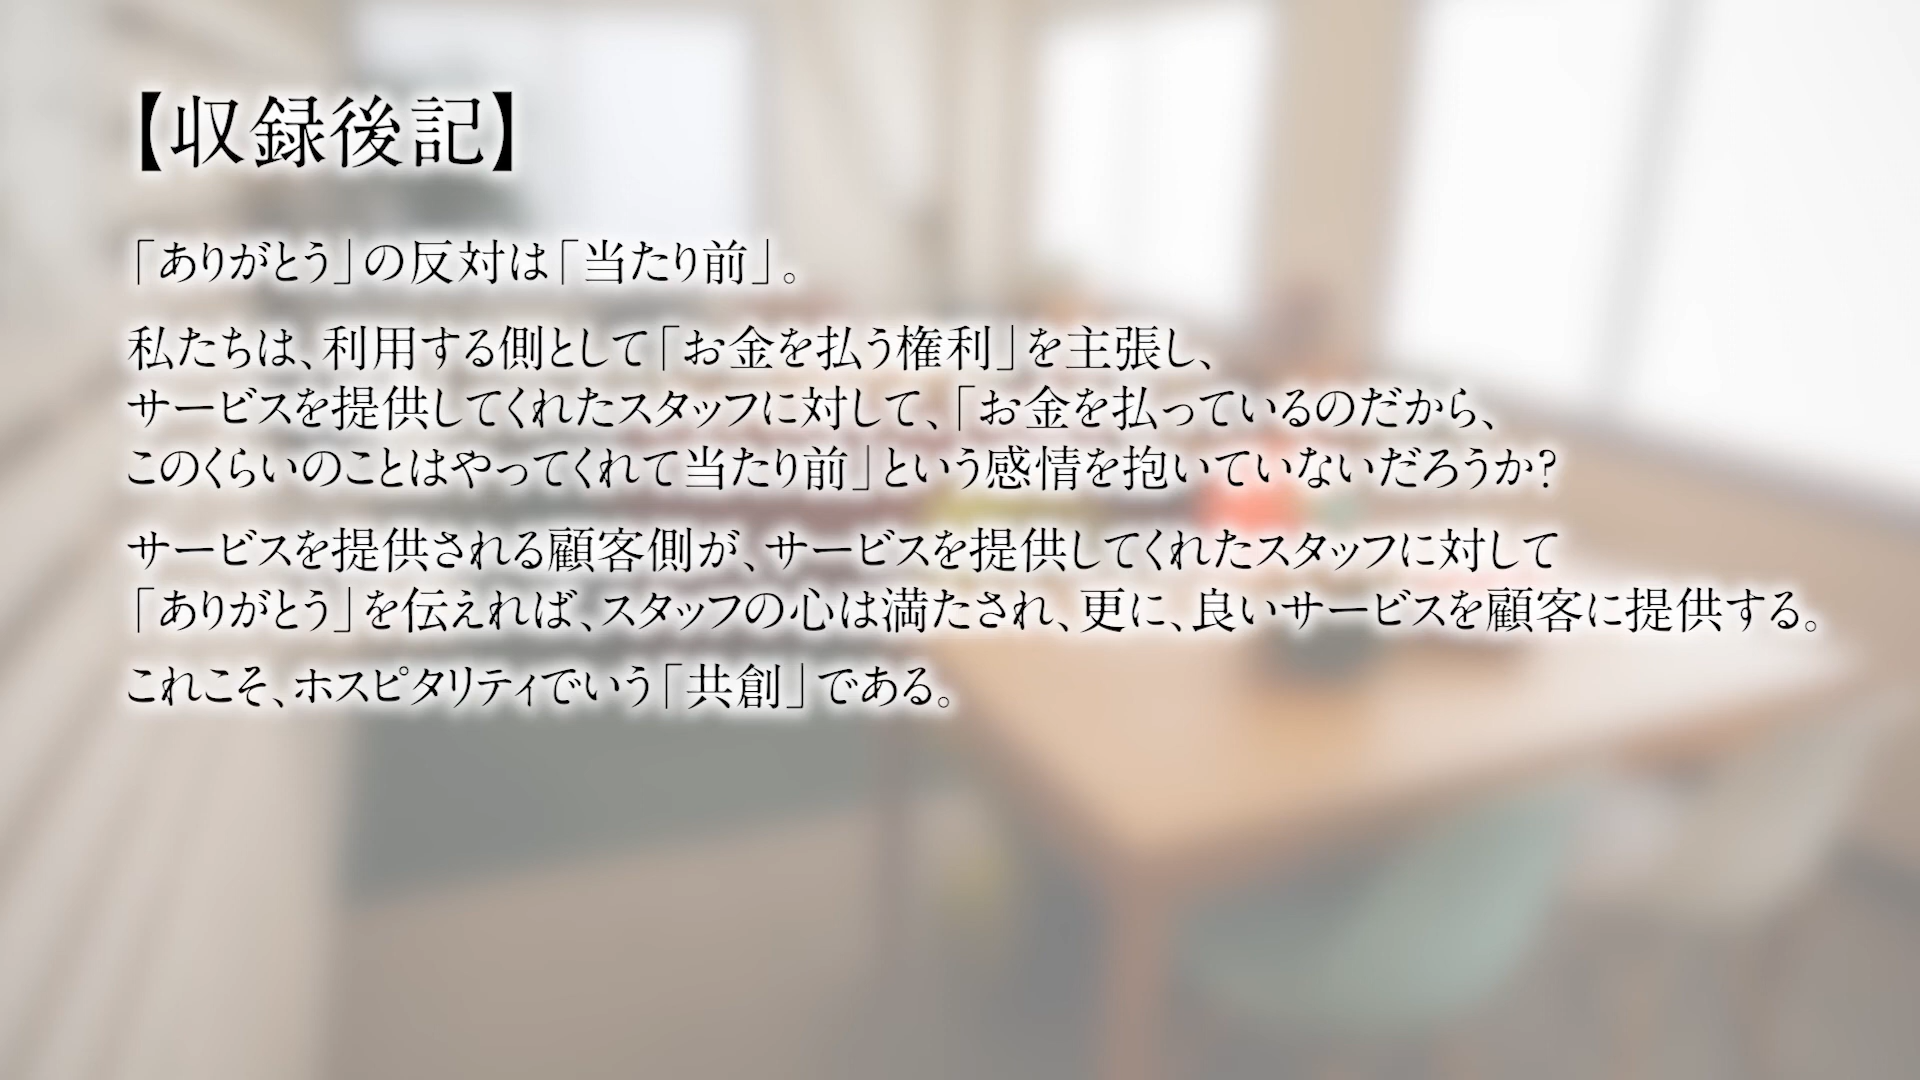 【収録後記】
「ありがとう」の反対は「当たり前」。
私たちは、利用する側として「お金を払う権利」を主張し、
サービスを提供してくれたスタッフに対して、「お金を払っているのだから、
このくらいのことはやってくれて当たり前」という感情を抱いていないだろうか?
サービスを提供される顧客側が、サービスを提供してくれたスタッフに対して
「ありがとう」を伝えれば、スタッフの心は満たされ、更に、良いサービスを顧客に提供する。
これこそ、ホスピタリティでいう「共創」である。